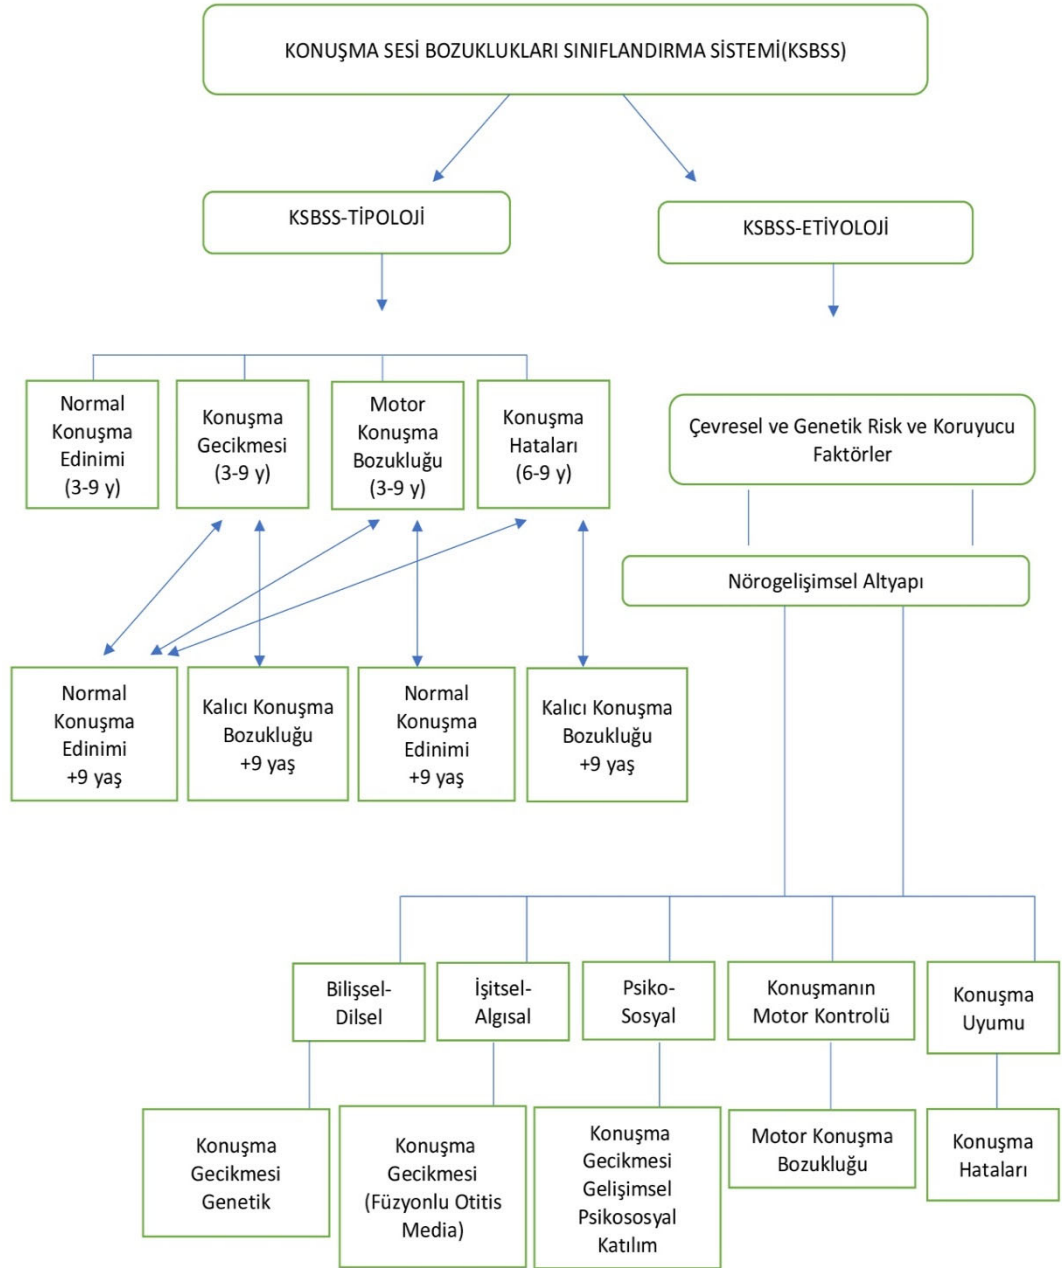 KONUŞMA SESİ BOZUKLUKLARI SINIFLANDIRMA SİSTEMİ(KSBSS)
KSBSS-TİPOLOJİ
KSBSS-ETİYOLOJİ
Normal
Konuşma
Edinimi
(3-9 y)
Konuşma
Gecikmesi
(3-9 y)
Motor
Konuşma
Bozukluğu
(3-9 y)
Konuşma
Hataları
(6-9 y)
Çevresel ve Genetik Risk ve Koruyucu
Faktörler
Nörogelişimsel Altyapı
Normal
Konuşma
Edinimi
+9 yaş
Kalıcı Konuşma
Bozukluğu
+9 yaş
Normal
Konuşma
Edinimi
+9 yaş
Kalıcı Konuşma
Bozukluğu
+9 yaş
Bilişsel-
Dilsel
İşitsel-
Algısal
Psiko-
Sosyal
Konuşmanın
Motor Kontrolü
Konuşma
Uyumu
Konuşma
Gecikmesi
Genetik
Konuşma
Gecikmesi
(Füzyonlu Otitis
Media)
Konuşma
Gecikmesi
Gelişimsel
Psikososyal
Katılım
Motor Konuşma
Bozukluğu
Konuşma
Hataları